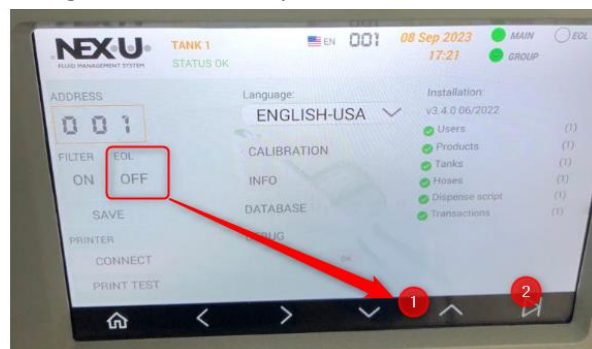 NEX·U·
FLUID MANAGEMENT SYSTEM
TANK 1
STATUS OK
EN
001
08 Sep 2023
17:21
MAIN
GROUP
EOL
ADDRESS
001
FILTER EOL
ON OFF
SAVE
PRINTER
CONNECT
PRINT TEST
Language:
ENGLISH-USA
CALIBRATION
INFO
DATABASE
DEBUG
Installation:
v3.4.0 06/2022
Users (1)
Products (1)
Tanks (1)
Hoses (1)
Dispense script (1)
Transactions (1)
1
2